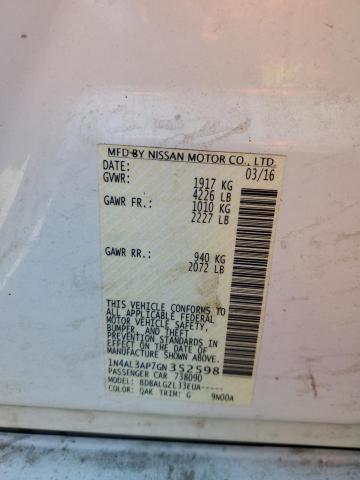 MFD BY NISSAN MOTOR CO., LTD.
DATE: 03/16
GVWR: 1917 KG
4226 LB
GAWR FR.: 1010 KG
2227 LB
GAWR RR.: 940 KG
2072 LB
THIS VEHICLE CONFORMS TO
ALL APPLICABLE FEDERAL
MOTOR VEHICLE SAFETY,
BUMPER, AND THEFT
PREVENTION STANDARDS IN
EFFECT ON THE DATE OF
MANUFACTURE SHOWN ABOVE.
1N4AL3AP7GN352598
PASSENGER CAR 738090
MODEL: BDBALG2L33EUA-----
COLOR: QAK TRIM: G 9N00A